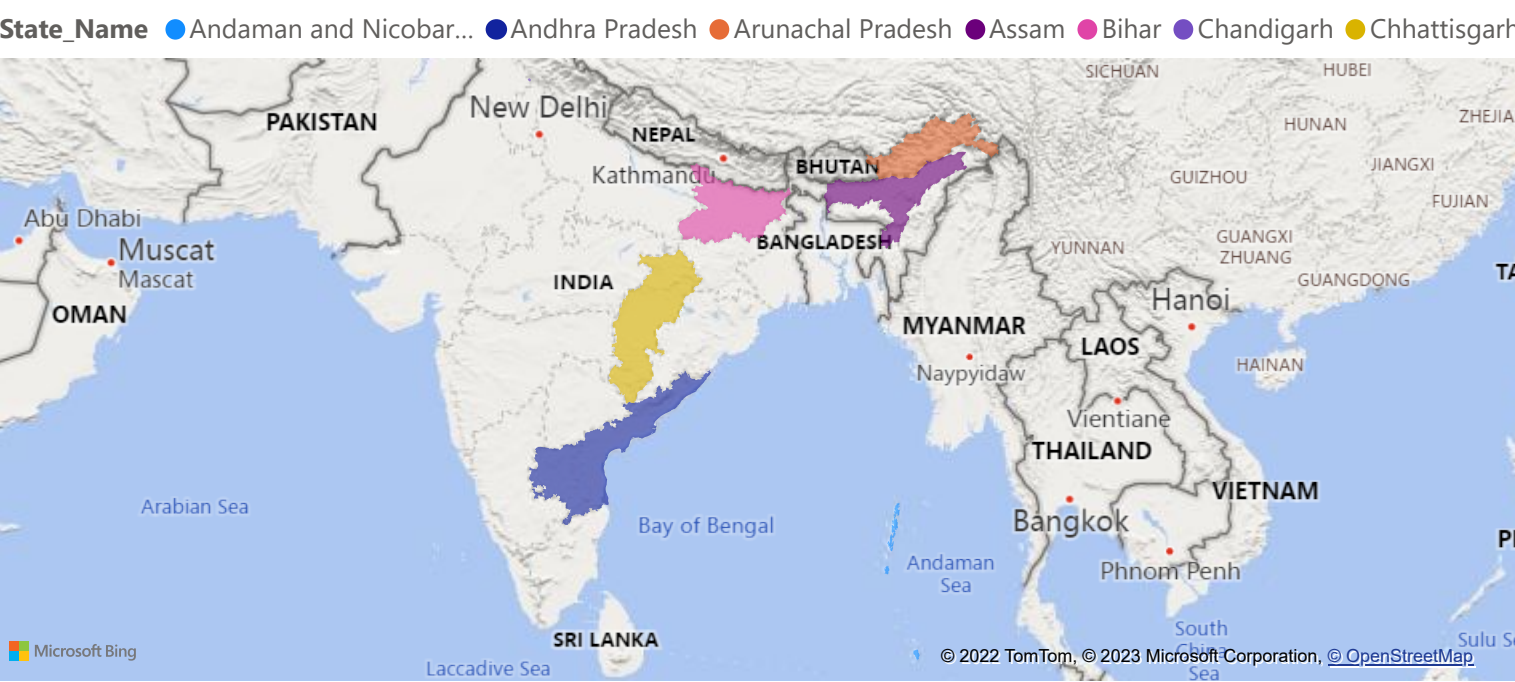 State_Name Andaman and Nicobar... Andhra Pradesh Arunachal Pradesh Assam Bihar Chandigarh Chhattisgarh
SICHUAN
HUBEI
New Delhi
PAKISTAN
NEPAL
HUNAN
ZHEJIA
Kathmandu
BHUTAN
JIANGXI
GUIZHOU
FUJIAN
Abu Dhabi
Muscat
Mascat
BANGLADESH
YUNNAN
GUANGXI
ZHUANG
GUANGDONG
INDIA
OMAN
Hanoi
MYANMAR
LAOS
HAINAN
Naypyidaw
Vientiane
THAILAND
VIETNAM
Arabian Sea
Bay of Bengal
Bangkok
Andaman
Sea
Phnom Penh
SRI LANKA
South
China
Sea
Sulu S
Microsoft Bing
Laccadive Sea
© 2022 TomTom, © 2023 Microsoft Corporation, © OpenStreetMap